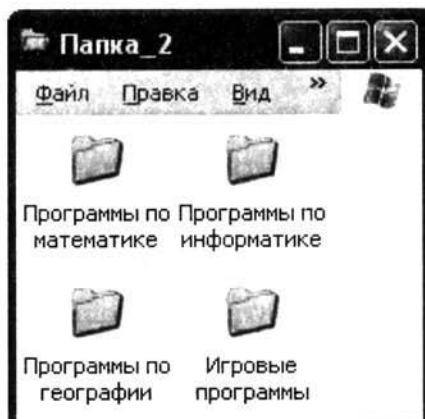 Папка_2
Файл Правка Вид »
Программы по математике
Программы по информатике
Программы по географии
Игровые программы